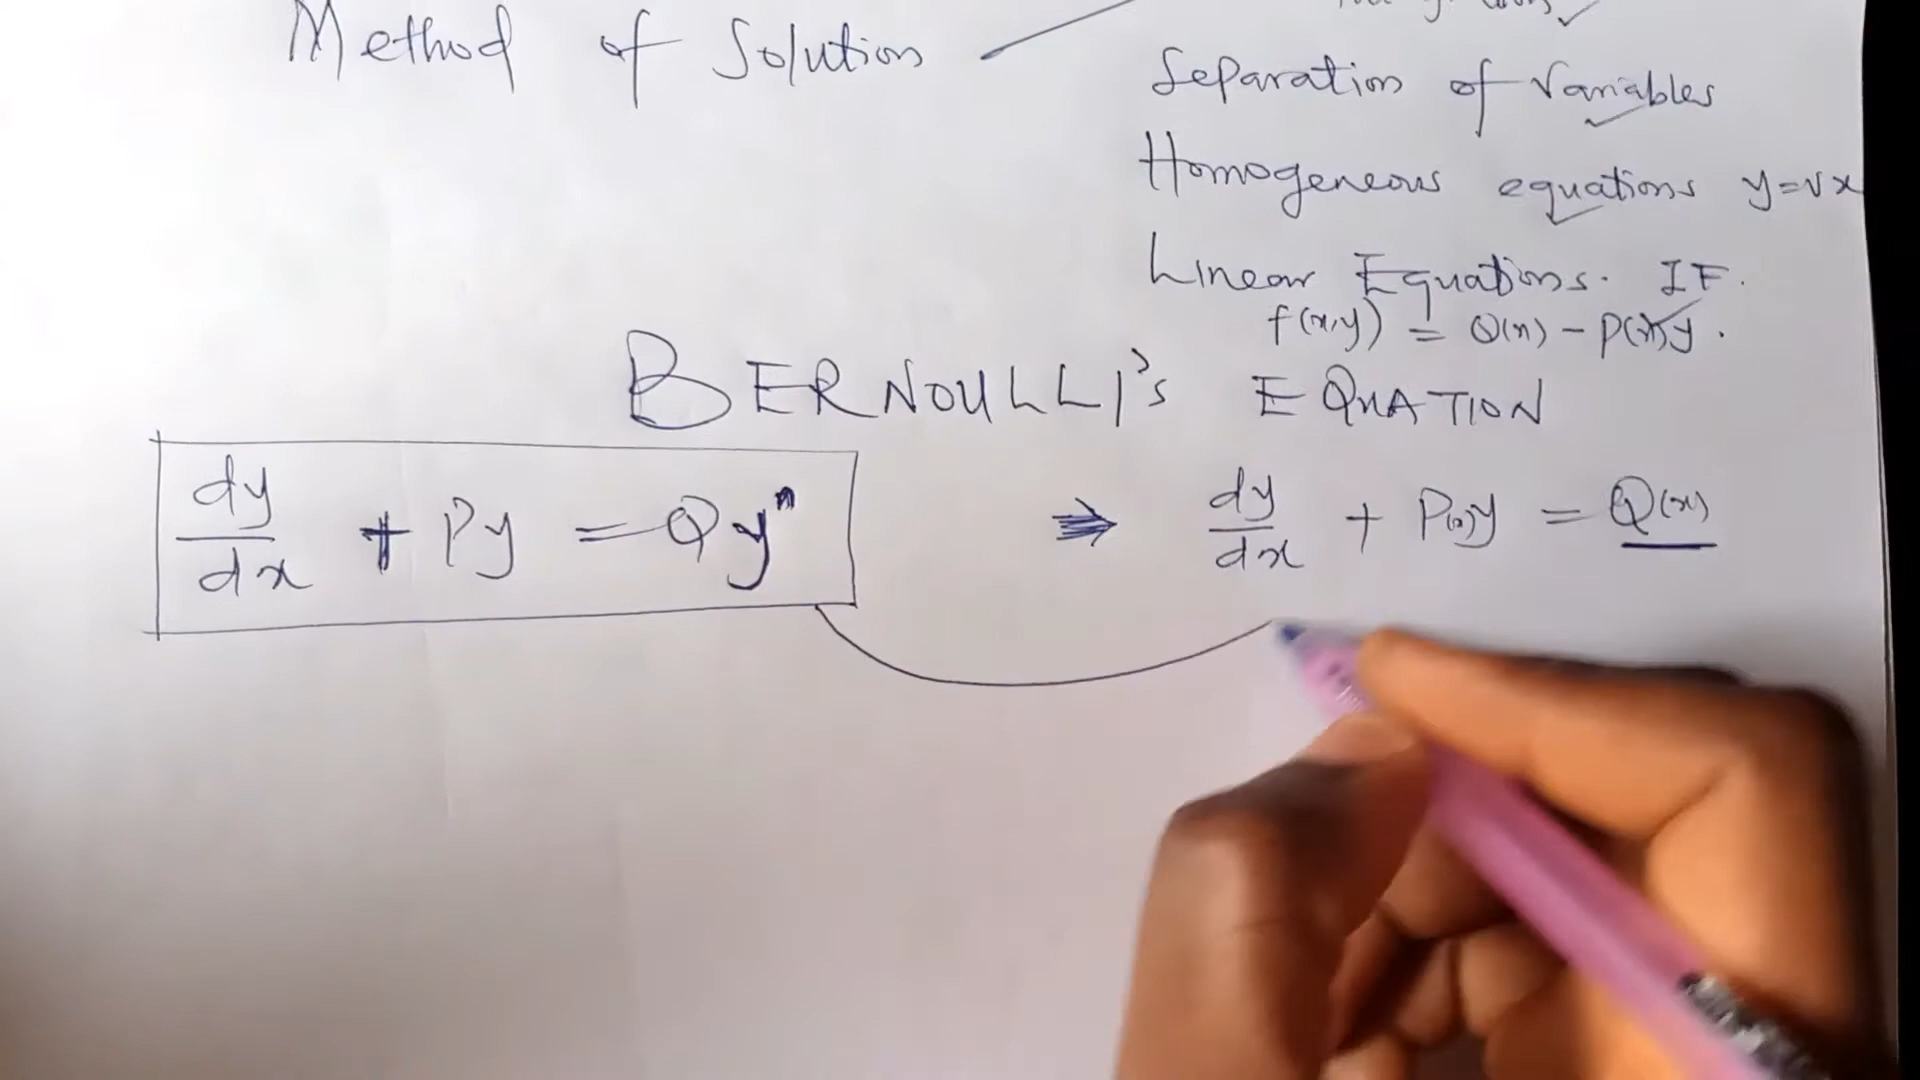 Method of Solution
Separation of Variables
Homogeneous equations y=vx
Linear Equations. IF.
f(x,y) = Q(x) - P(x)y.
BERNOULLI's EQUATION
dy/dx + Py = Qyⁿ ⇒ dy/dx + P(x)y = Q(x)